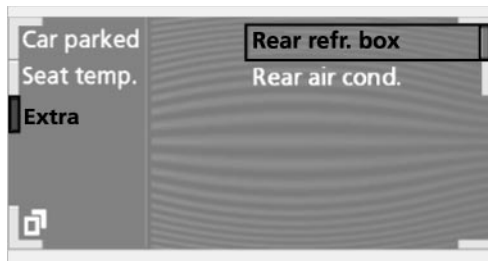 Car parked
Rear refr. box
Seat temp.
Rear air cond.
Extra